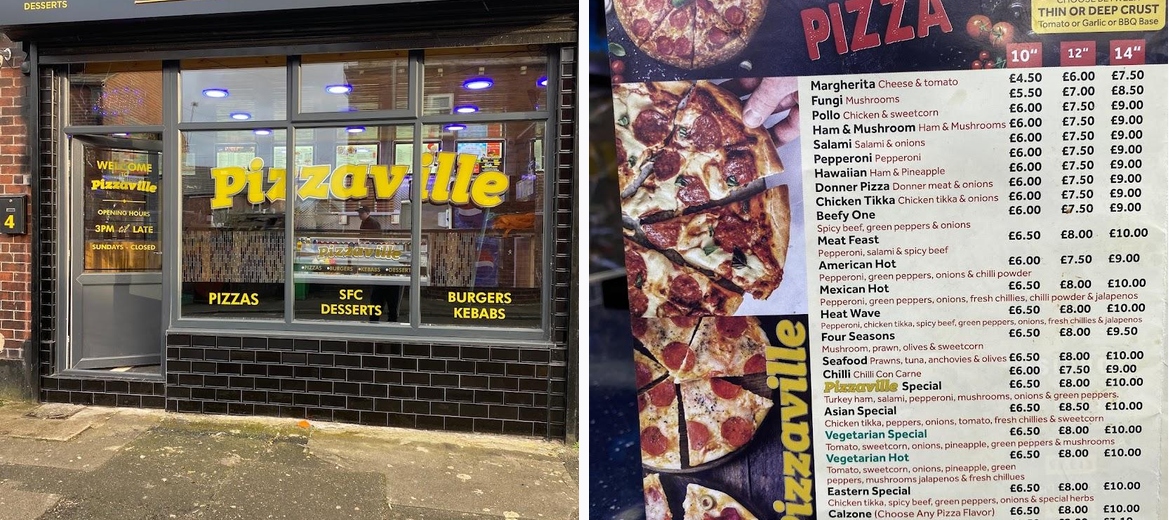 DESSERTS
WELCOME
Pizzaville
OPENING HOURS
3PM til LATE
SUNDAYS - CLOSED
4
Pizzaville
Pizzaville
PIZZAS BURGERS KEBABS DESSERT
PIZZAS
SFC
DESSERTS
BURGERS
KEBABS
PIZZA
THIN OR DEEP CRUST
Tomato or Garlic or BBQ Base
10" 12" 14"
Margherita Cheese & tomato £4.50 £6.00 £7.50
Fungi Mushrooms £5.50 £7.00 £8.50
Pollo Chicken & sweetcorn £6.00 £7.50 £9.00
Ham & Mushroom Ham & Mushrooms £6.00 £7.50 £9.00
Salami Salami & onions £6.00 £7.50 £9.00
Pepperoni Pepperoni £6.00 £7.50 £9.00
Hawaiian Ham & Pineapple £6.00 £7.50 £9.00
Donner Pizza Donner meat & onions £6.00 £7.50 £9.00
Chicken Tikka Chicken tikka & onions £6.00 £7.50 £9.00
Beefy One £6.00 £7.50 £9.00
Spicy beef, green peppers & onions
Meat Feast £6.50 £8.00 £10.00
Pepperoni, salami & spicy beef
American Hot £6.00 £7.50 £9.00
Pepperoni, green peppers, onions & chilli powder
Mexican Hot £6.50 £8.00 £10.00
Pepperoni, green peppers, onions, fresh chillies, chilli powder & jalapenos
Heat Wave £6.50 £8.00 £10.00
Pepperoni, chicken tikka, spicy beef, green peppers, onions, fresh chillies & jalapenos
Four Seasons £6.50 £8.00 £9.50
Mushroom, prawn, olives & sweetcorn
Seafood Prawns, tuna, anchovies & olives £6.50 £8.00 £10.00
Chilli Chilli Con Carne £6.00 £7.50 £9.00
Pizzaville Special £6.50 £8.00 £10.00
Turkey ham, salami, pepperoni, mushrooms, onions & green peppers.
Asian Special £6.50 £8.50 £10.00
Chicken tikka, peppers, onions, tomato, fresh chillies & sweetcorn
Vegetarian Special £6.50 £8.00 £10.00
Tomato, sweetcorn, onions, pineapple, green peppers & mushrooms
Vegetarian Hot £6.50 £8.00 £10.00
Tomato, sweetcorn, onions, pineapple, green
peppers, mushrooms jalapenos & fresh chillues
Eastern Special £6.50 £8.00 £10.00
Chicken tikka, spicy beef, green peppers, onions & special herbs
Calzone (Choose Any Pizza Flavor)
Pizzaville